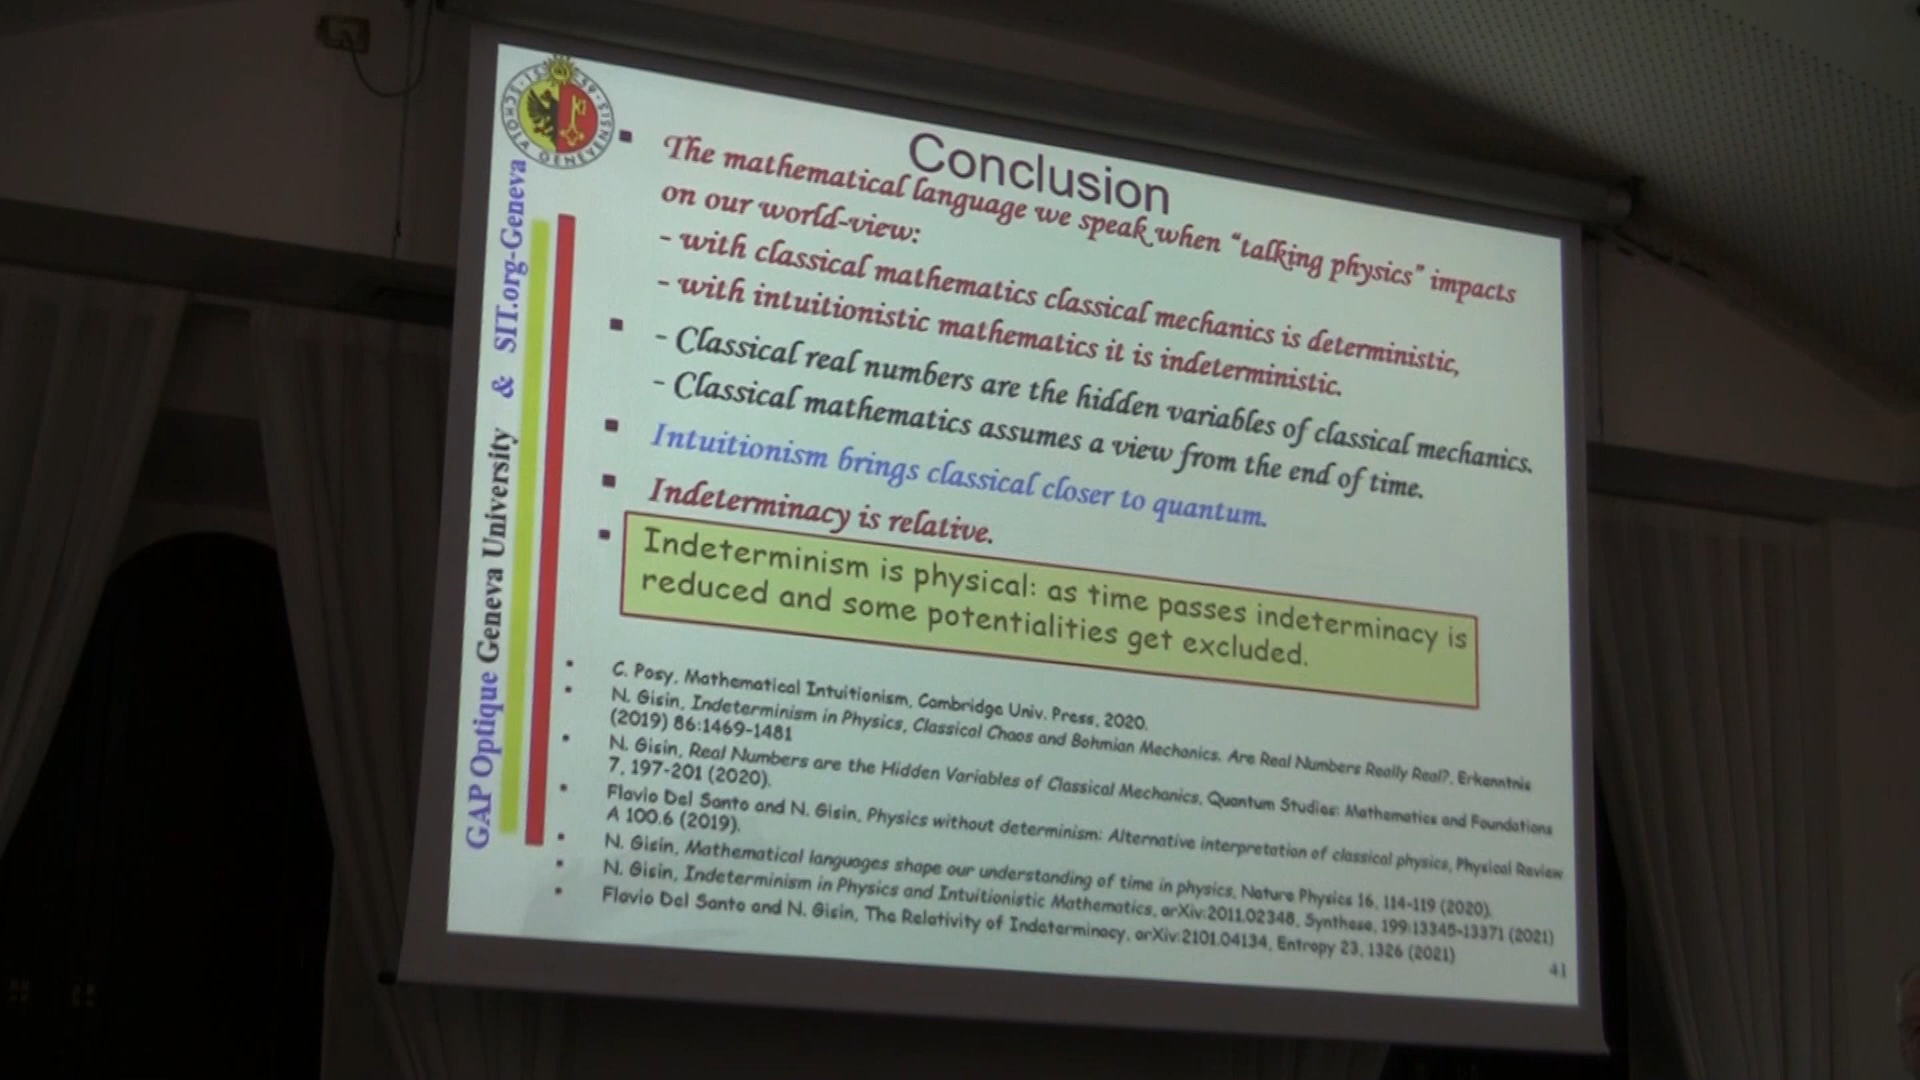 Conclusion
The mathematical language we speak when “talking physics” impacts
on our world-view:
- with classical mathematics classical mechanics is deterministic,
- with intuitionistic mathematics it is indeterministic.
- Classical real numbers are the hidden variables of classical mechanics.
- Classical mathematics assumes a view from the end of time.
Intuitionism brings classical closer to quantum.
Indeterminacy is relative.
Indeterminism is physical: as time passes indeterminacy is
reduced and some potentialities get excluded.
C. Posy, Mathematical Intuitionism, Cambridge Univ. Press, 2020.
N. Gisin, Indeterminism in Physics, Classical Chaos and Bohmian Mechanics. Are Real Numbers Really Real?, Erkenntnis
(2019) 86:1469-1481
N. Gisin, Real Numbers are the Hidden Variables of Classical Mechanics, Quantum Studies: Mathematics and Foundations
7, 197-201 (2020).
Flavio Del Santo and N. Gisin, Physics without determinism: Alternative interpretation of classical physics, Physical Review
A 100.6 (2019).
N. Gisin, Mathematical languages shape our understanding of time in physics, Nature Physics 16, 114-119 (2020).
N. Gisin, Indeterminism in Physics and Intuitionistic Mathematics, arXiv:2011.02348, Synthese, 199:13345-13371 (2021)
Flavio Del Santo and N. Gisin, The Relativity of Indeterminacy, arXiv:2101.04134, Entropy 23, 1326 (2021)
41
GAP Optique Geneva University & SIT.org-Geneva
SCHOLA GENEVENSIS